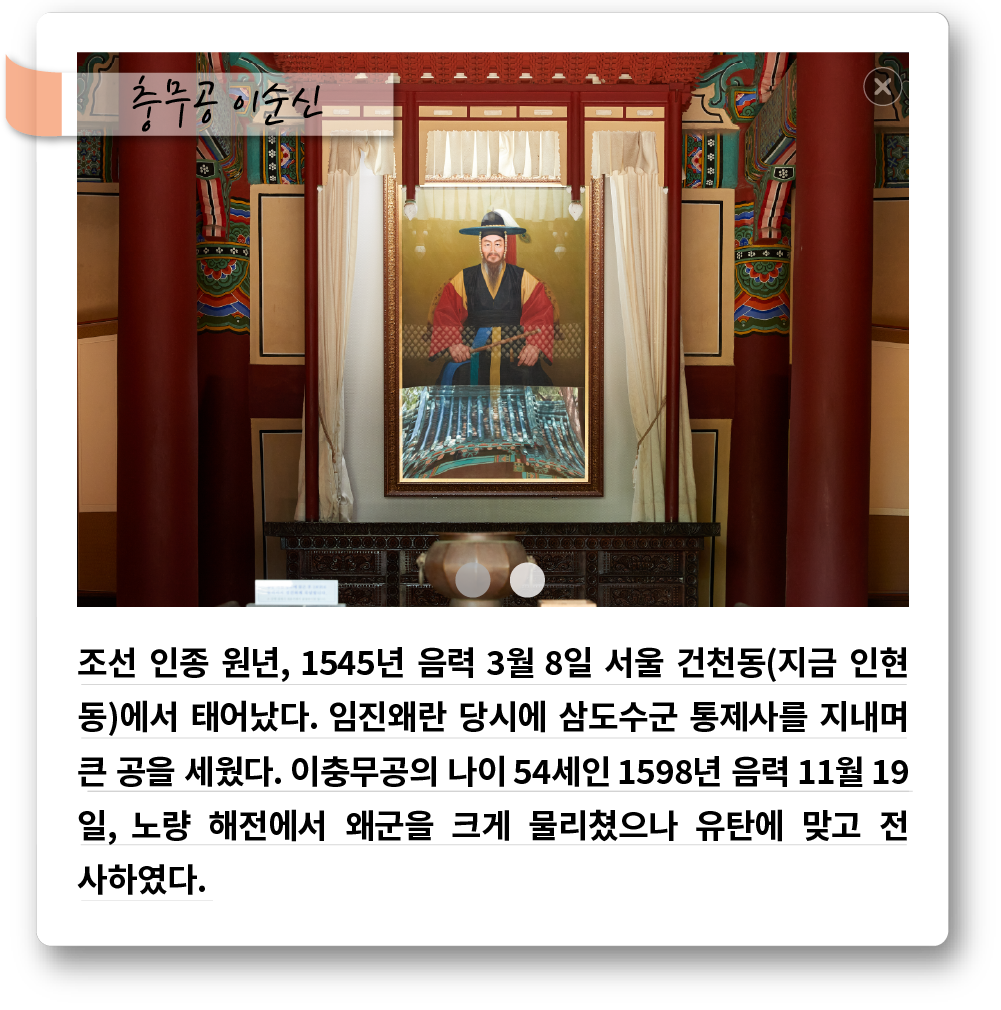 충무공 이순신
조선 인종 원년, 1545년 음력 3월 8일 서울 건천동(지금 인현
동)에서 태어났다. 임진왜란 당시에 삼도수군 통제사를 지내며
큰 공을 세웠다. 이충무공의 나이 54세인 1598년 음력 11월 19
일, 노량 해전에서 왜군을 크게 물리쳤으나 유탄에 맞고 전
사하였다.